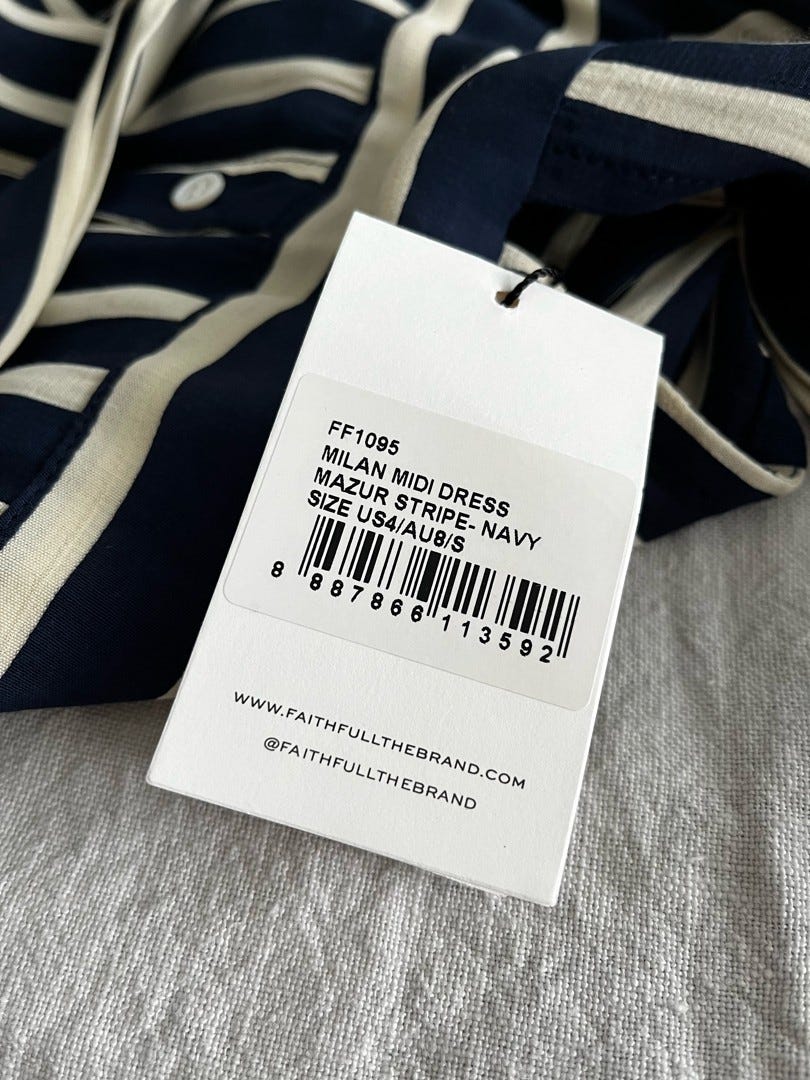 FF1095
MILAN MIDI DRESS
MAZUR STRIPE- NAVY
SIZE US4/AU8/S
8 887866 113592
WWW.FAITHFULLTHEBRAND.COM
@FAITHFULLTHEBRAND